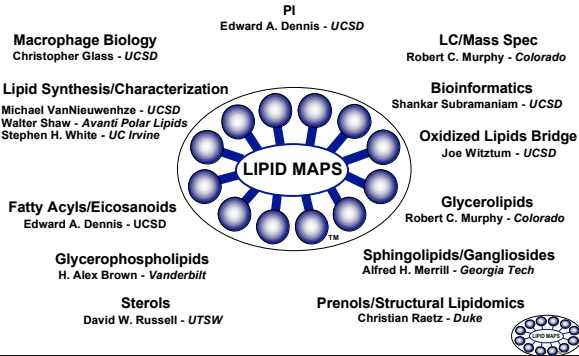 PI
Edward A. Dennis - UCSD
Macrophage Biology
Christopher Glass - UCSD
LC/Mass Spec
Robert C. Murphy - Colorado
Lipid Synthesis/Characterization
Michael VanNieuwenhze - UCSD
Walter Shaw - Avanti Polar Lipids
Stephen H. White - UC Irvine
Bioinformatics
Shankar Subramaniam - UCSD
Oxidized Lipids Bridge
Joe Witztum - UCSD
LIPID MAPS
TM
Fatty Acyls/Eicosanoids
Edward A. Dennis - UCSD
Glycerolipids
Robert C. Murphy - Colorado
Glycerophospholipids
H. Alex Brown - Vanderbilt
Sphingolipids/Gangliosides
Alfred H. Merrill - Georgia Tech
Sterols
David W. Russell - UTSW
Prenols/Structural Lipidomics
Christian Raetz - Duke
LIPID MAPS